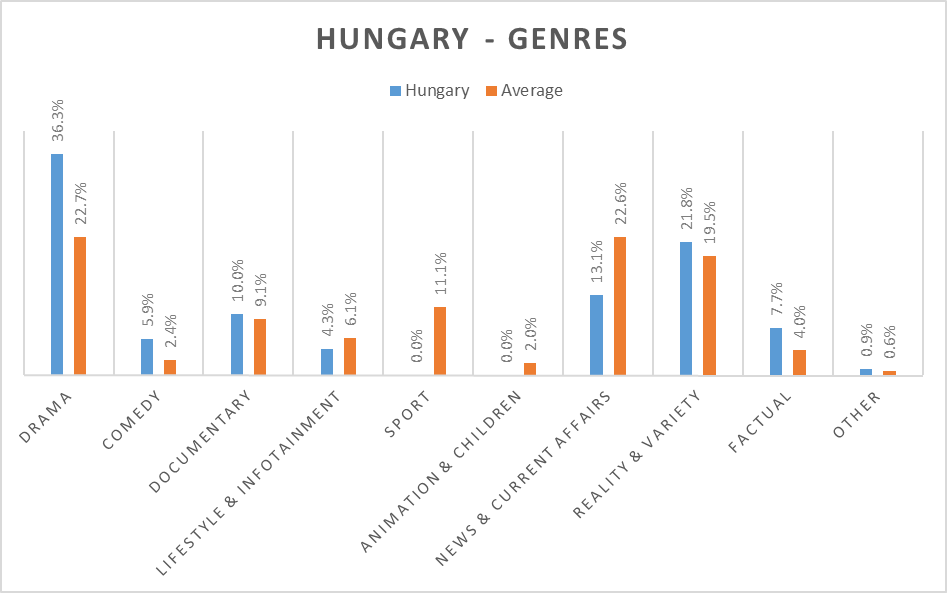 HUNGARY - GENRES
Hungary Average
36.3%
22.7%
5.9%
2.4%
10.0%
9.1%
4.3%
6.1%
0.0%
11.1%
0.0%
2.0%
13.1%
22.6%
21.8%
19.5%
7.7%
4.0%
0.9%
0.6%
DRAMA
COMEDY
DOCUMENTARY
LIFESTYLE & INFOTAINMENT
SPORT
ANIMATION & CHILDREN
NEWS & CURRENT AFFAIRS
REALITY & VARIETY
FACTUAL
OTHER